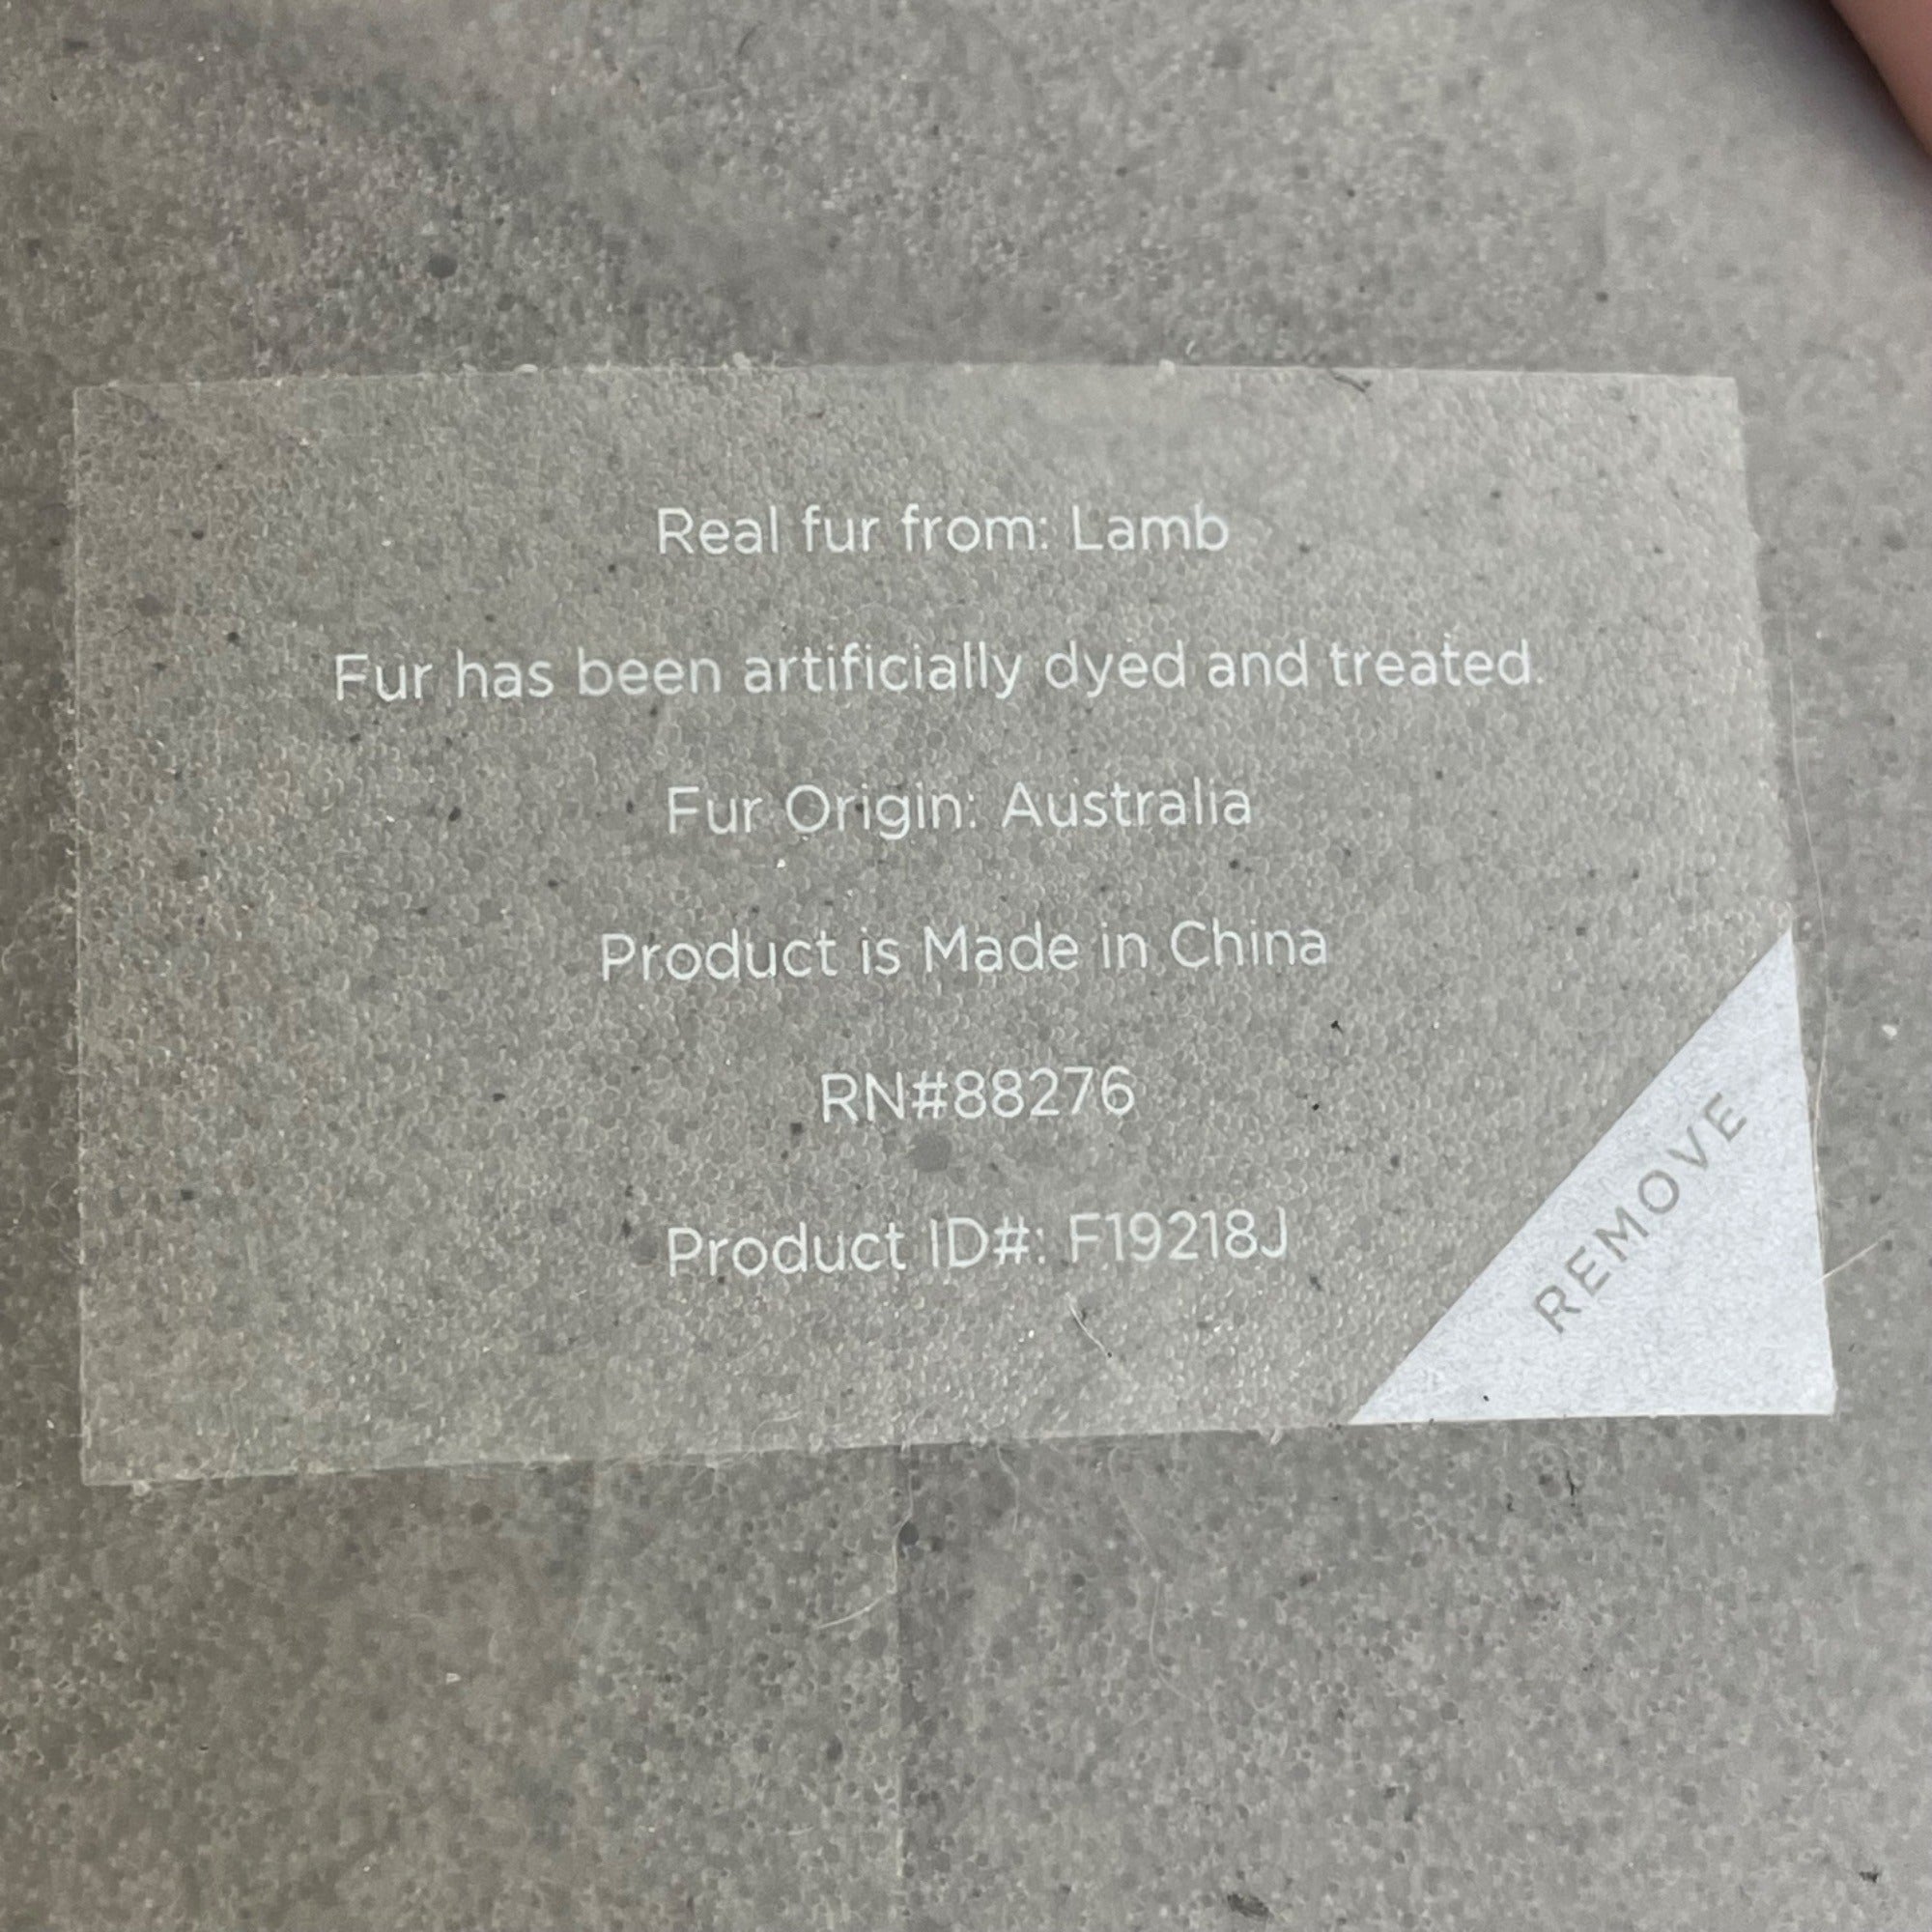 Real fur from: Lamb
Fur has been artificially dyed and treated.
Fur Origin: Australia
Product is Made in China
RN#88276
Product ID#: F19218J
REMOVE